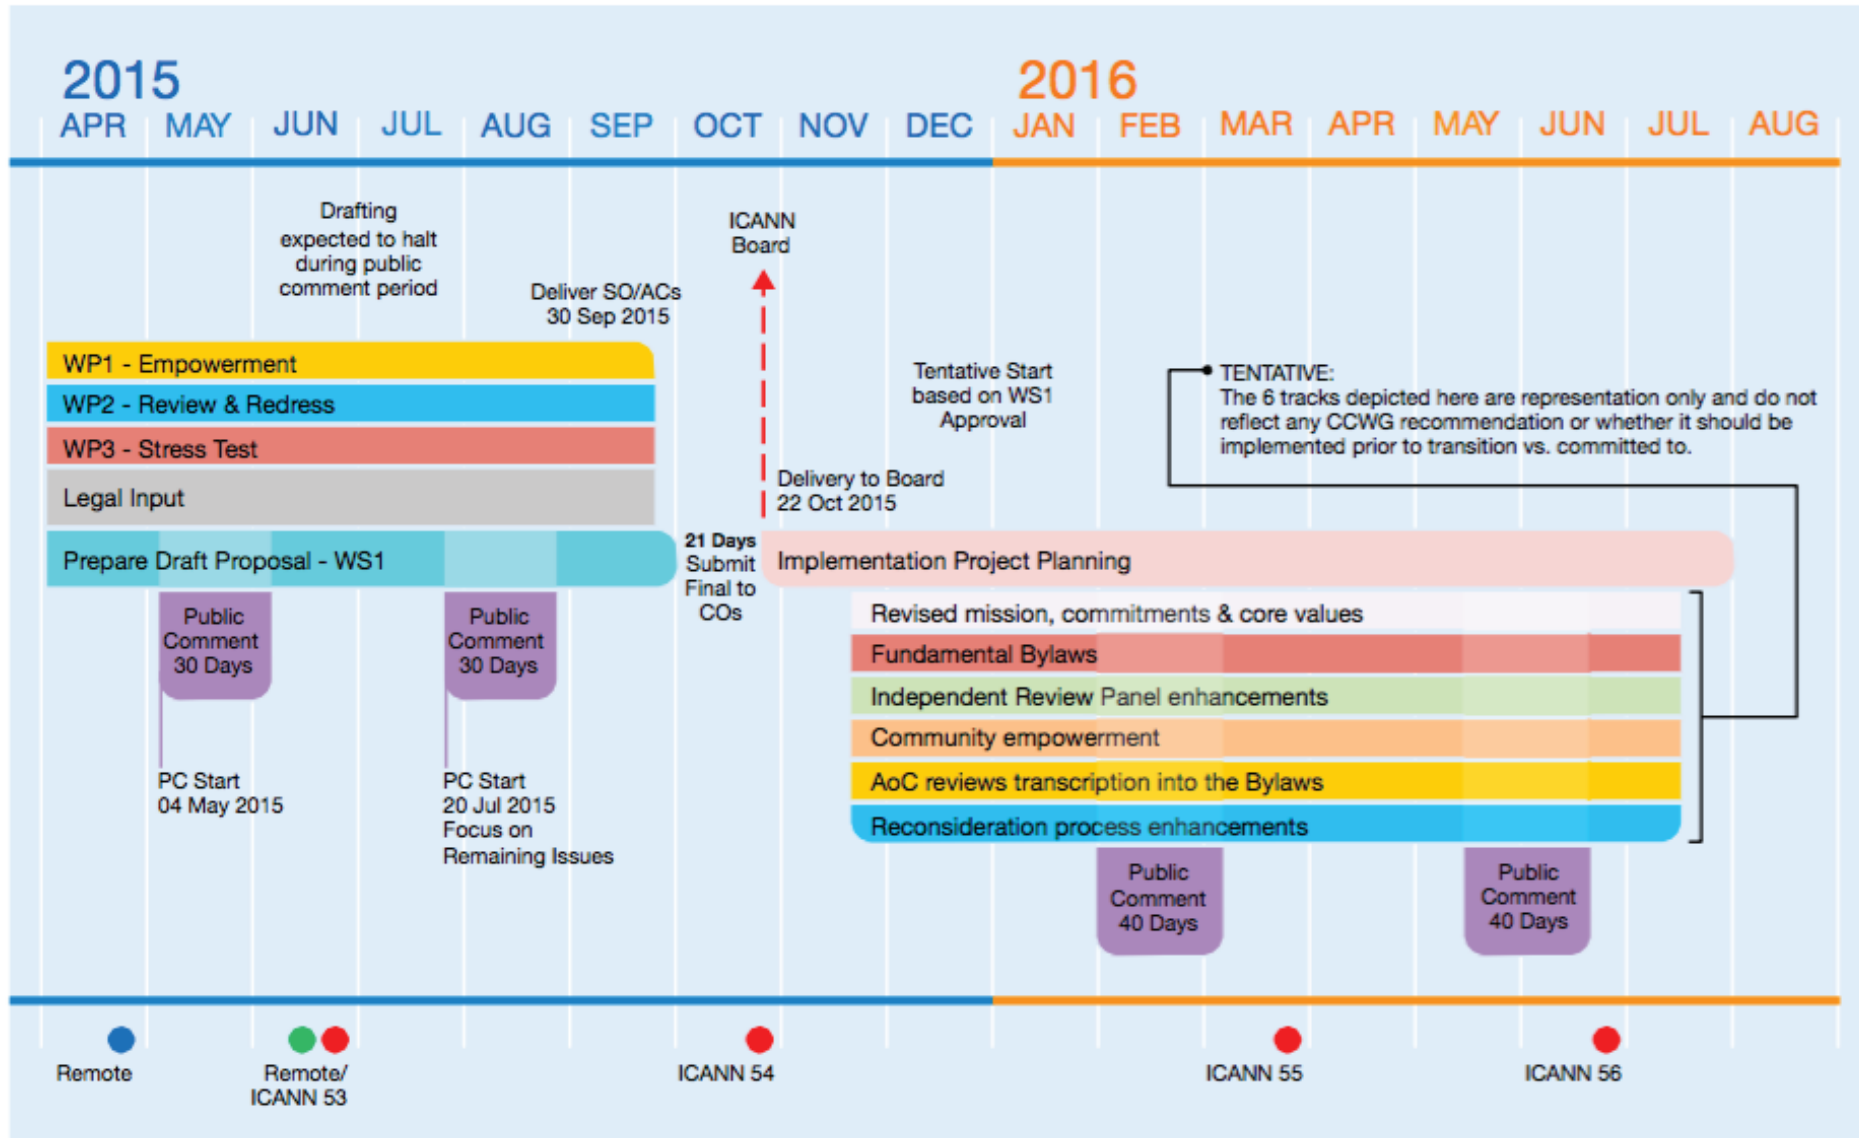 2015
2016
APR MAY JUN JUL AUG SEP OCT NOV DEC JAN FEB MAR APR MAY JUN JUL AUG
Drafting
expected to halt
during public
comment period
Deliver SO/ACs
30 Sep 2015
ICANN
Board
Tentative Start
based on WS1
Approval
TENTATIVE:
The 6 tracks depicted here are representation only and do not
reflect any CCWG recommendation or whether it should be
implemented prior to transition vs. committed to.
WP1 - Empowerment
WP2 - Review & Redress
WP3 - Stress Test
Legal Input
Prepare Draft Proposal - WS1
Delivery to Board
22 Oct 2015
21 Days
Submit
Final to
COs
Implementation Project Planning
Revised mission, commitments & core values
Fundamental Bylaws
Independent Review Panel enhancements
Community empowerment
AoC reviews transcription into the Bylaws
Reconsideration process enhancements
Public
Comment
30 Days
Public
Comment
30 Days
PC Start
04 May 2015
PC Start
20 Jul 2015
Focus on
Remaining Issues
Public
Comment
40 Days
Public
Comment
40 Days
Remote
Remote/
ICANN 53
ICANN 54
ICANN 55
ICANN 56